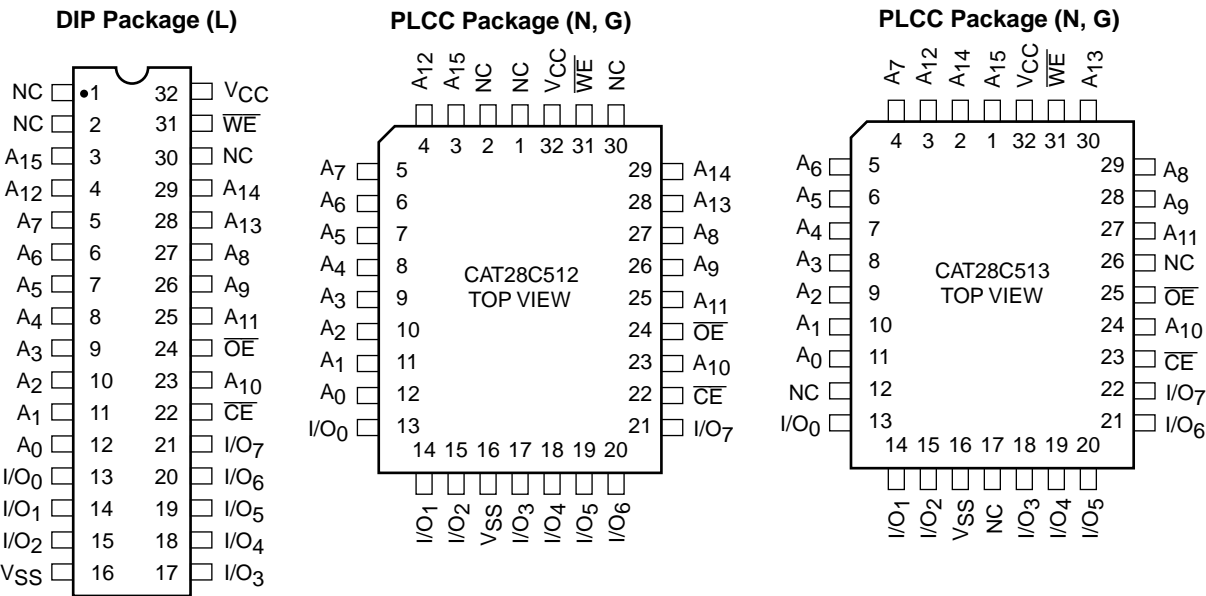 DIP Package (L)
NC 1 32 VCC
NC 2 31 WE
A15 3 30 NC
A12 4 29 A14
A7 5 28 A13
A6 6 27 A8
A5 7 26 A9
A4 8 25 A11
A3 9 24 OE
A2 10 23 A10
A1 11 22 CE
A0 12 21 I/O7
I/O0 13 20 I/O6
I/O1 14 19 I/O5
I/O2 15 18 I/O4
VSS 16 17 I/O3
PLCC Package (N, G)
A12 A15 NC NC VCC WE NC
4 3 2 1 32 31 30
A7 5 29 A14
A6 6 28 A13
A5 7 27 A8
A4 8 26 A9
CAT28C512
TOP VIEW
A3 9 25 A11
A2 10 24 OE
A1 11 23 A10
A0 12 22 CE
I/O0 13 21 I/O7
14 15 16 17 18 19 20
I/O1 I/O2 VSS I/O3 I/O4 I/O5 I/O6
PLCC Package (N, G)
A7 A12 A14 A15 VCC WE A13
4 3 2 1 32 31 30
A6 5 29 A8
A5 6 28 A9
A4 7 27 A11
A3 8 26 NC
CAT28C513
TOP VIEW
A2 9 25 OE
A1 10 24 A10
A0 11 23 CE
NC 12 22 I/O7
I/O0 13 21 I/O6
14 15 16 17 18 19 20
I/O1 I/O2 VSS NC I/O3 I/O4 I/O5